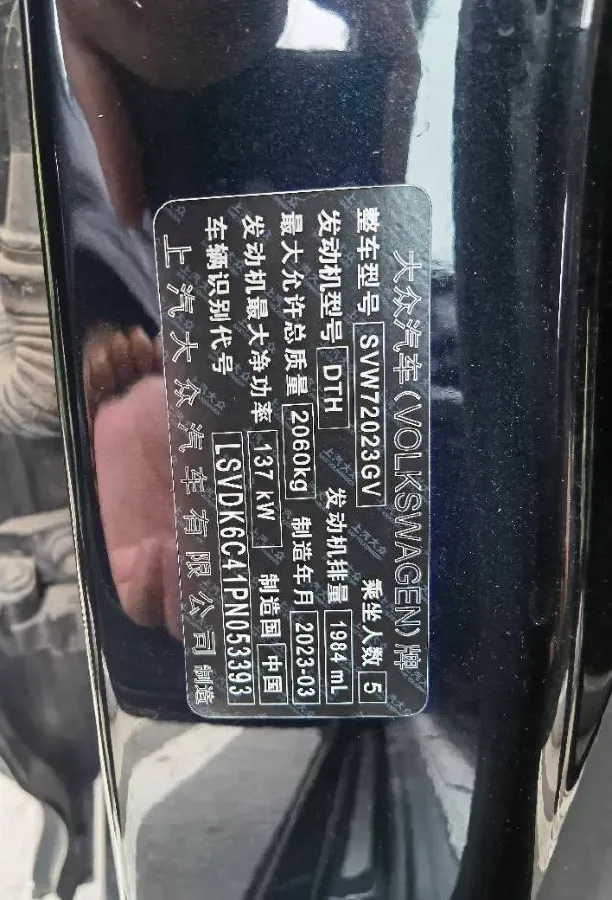 大众汽车(VOLKSWAGEN)牌
整车型号 SVW72023GV 乘坐人数 5
发动机型号 DTH 发动机排量 1984 mL
最大允许总质量 2060kg 制造年月 2023-03
发动机最大净功率 137 kW 制造国 中国
车辆识别代号 LSVDK6C41PN053393
上汽大众汽车有限公司 制造